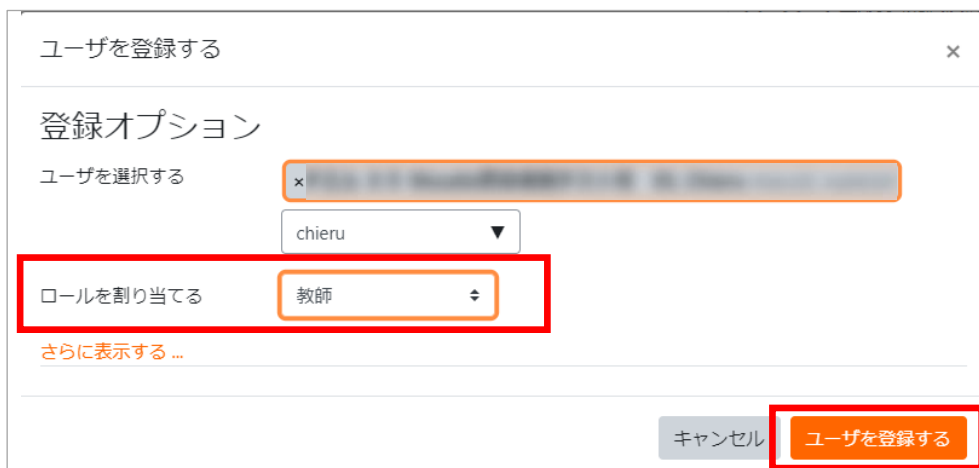 ユーザを登録する ×
登録オプション
ユーザを選択する ×
chieru ▼
ロールを割り当てる 教師
さらに表示する ...
キャンセル ユーザを登録する